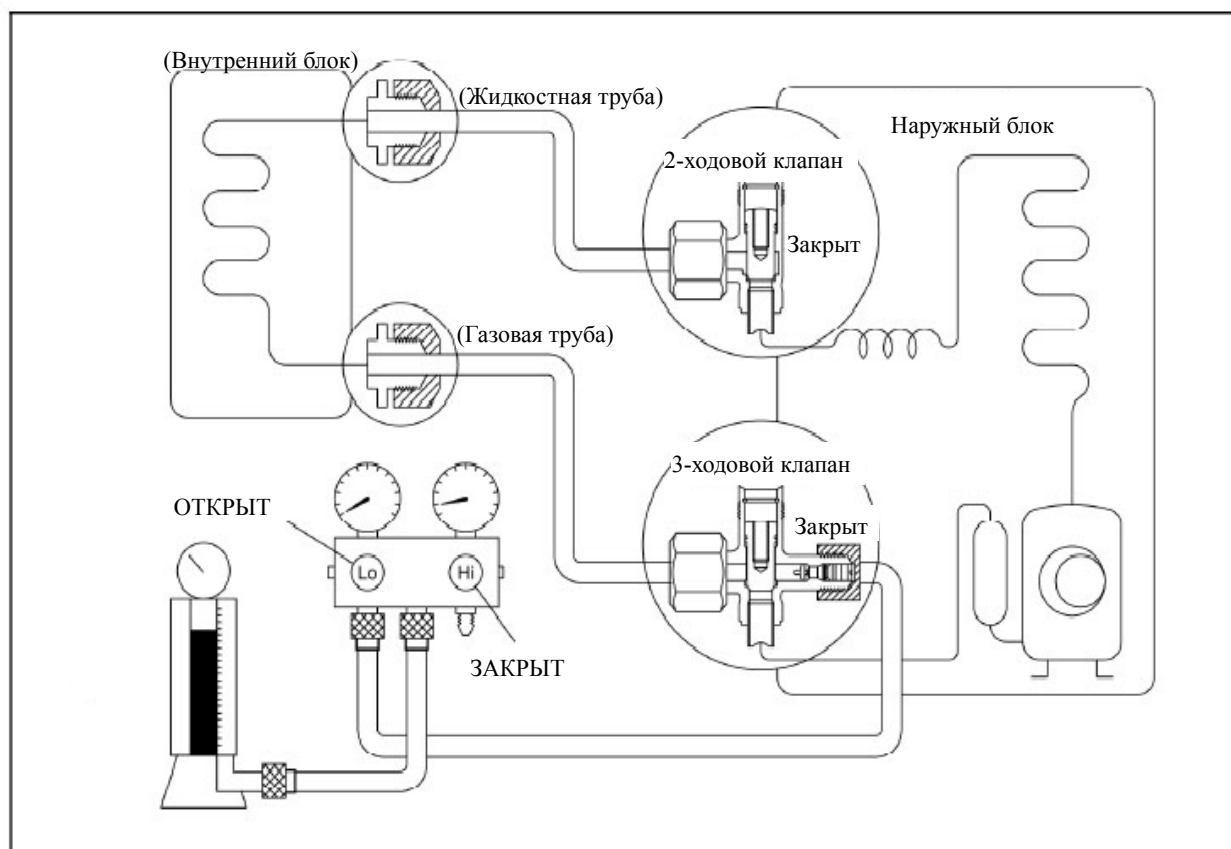 (Внутренний блок)
(Жидкостная труба)
Наружный блок
2-ходовой клапан
Закрыт
(Газовая труба)
3-ходовой клапан
Закрыт
ОТКРЫТ
Lo
Hi
ЗАКРЫТ